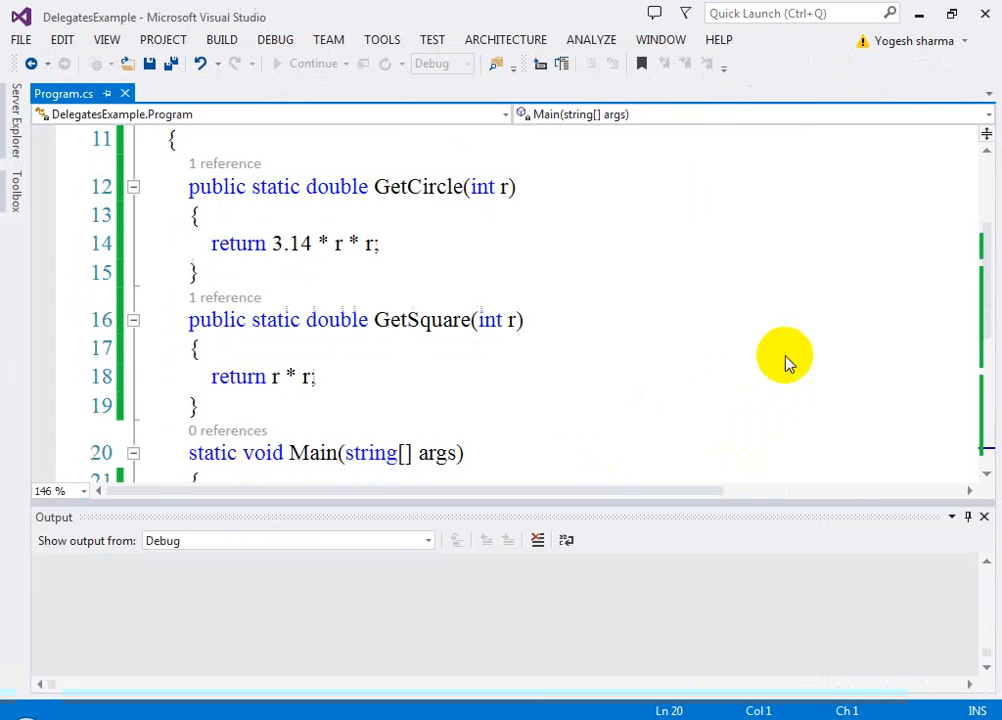 DelegatesExample - Microsoft Visual Studio
Quick Launch (Ctrl+Q)
FILE EDIT VIEW PROJECT BUILD DEBUG TEAM TOOLS TEST ARCHITECTURE ANALYZE WINDOW HELP Yogesh sharma
Continue Debug
Program.cs
DelegatesExample.Program Main(string[] args)
Server Explorer
Toolbox
11 {
1 reference
12 public static double GetCircle(int r)
13 {
14 return 3.14 * r * r;
15 }
1 reference
16 public static double GetSquare(int r)
17 {
18 return r * r;
19 }
0 references
20 static void Main(string[] args)
21 {
146 %
Output
Show output from: Debug
Ln 20 Col 1 Ch 1 INS